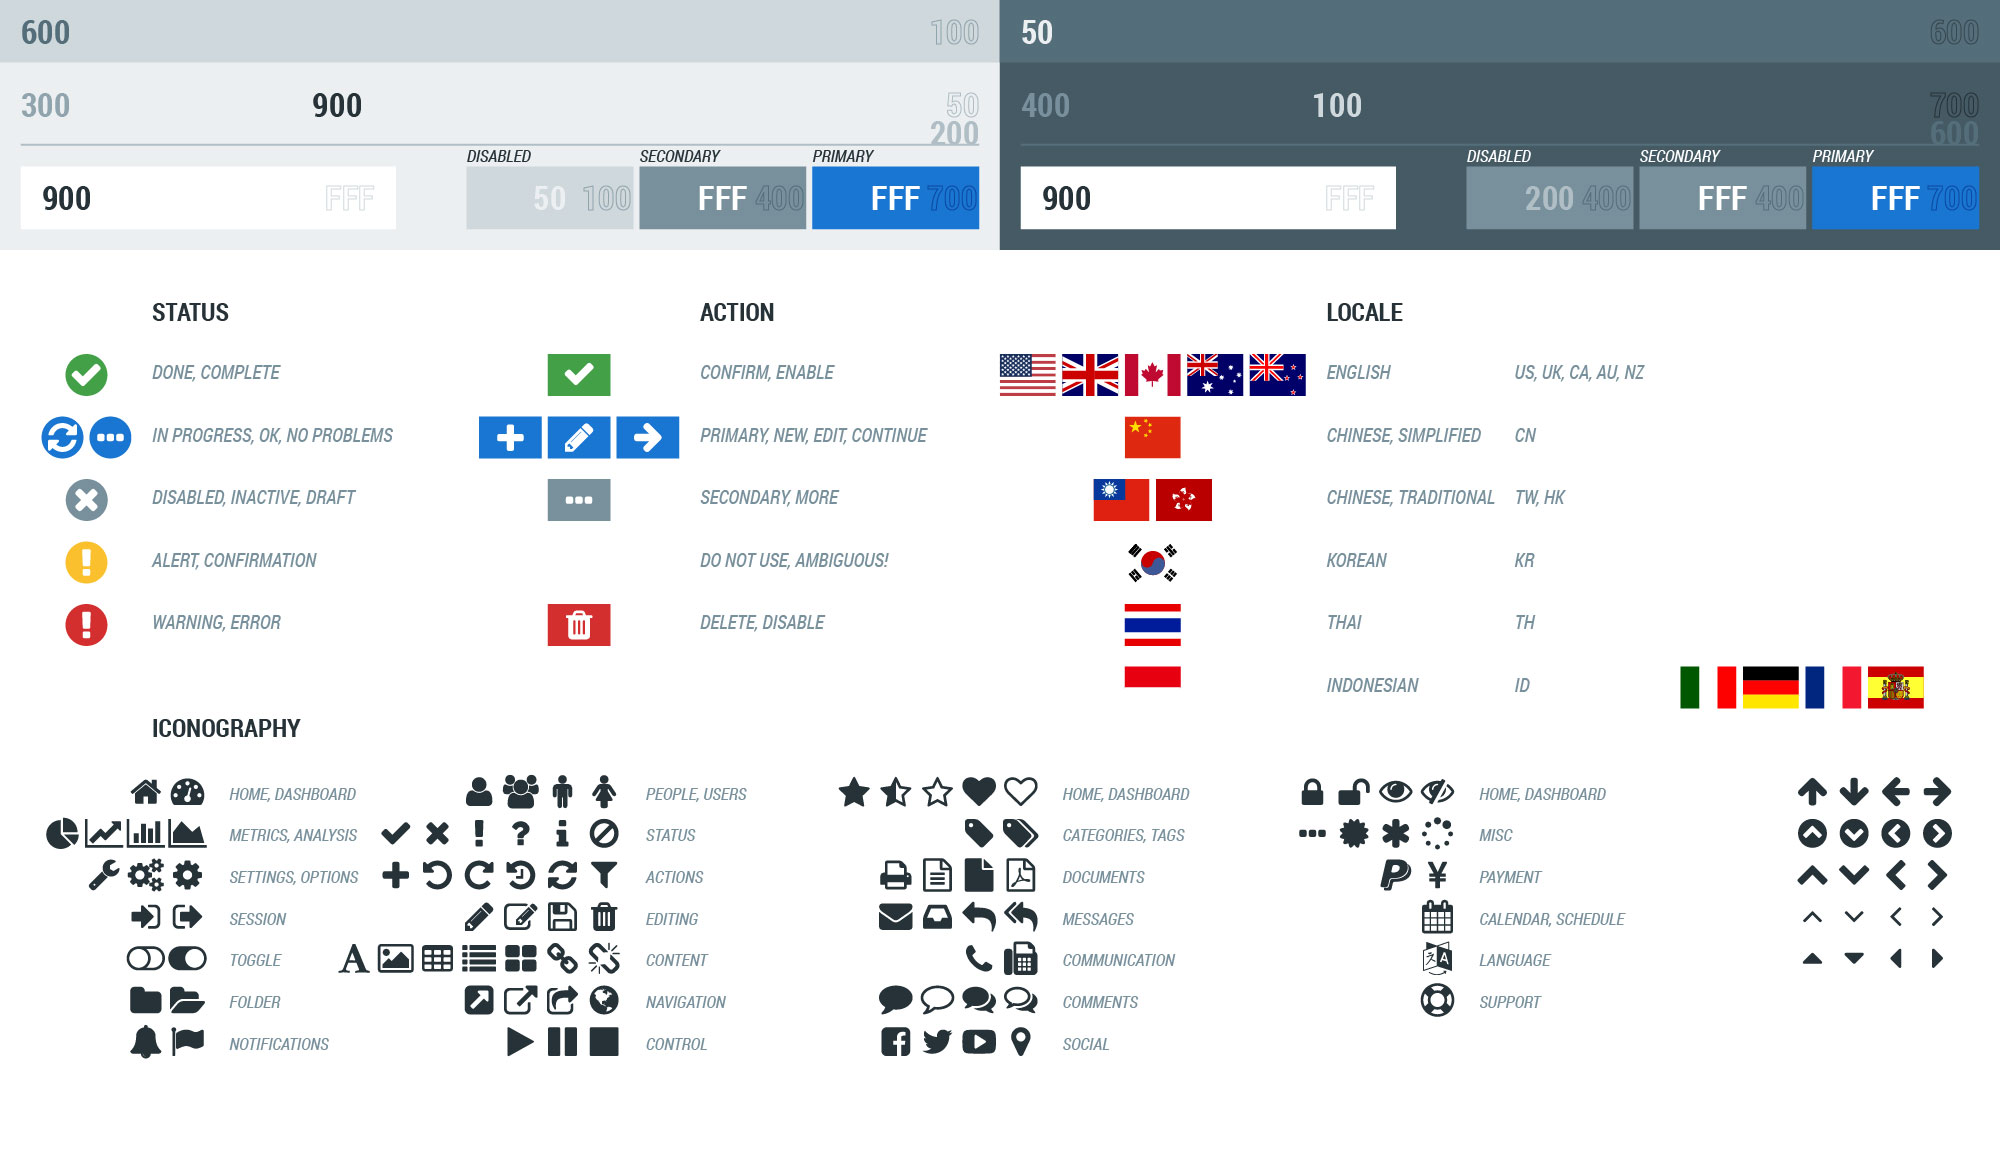 600 100
300 900 50
200
DISABLED SECONDARY PRIMARY
900 FFF 50 100 FFF 400 FFF 700
50 600
400 100 700
600
DISABLED SECONDARY PRIMARY
900 FFF 200 400 FFF 400 FFF 700
STATUS
DONE, COMPLETE
IN PROGRESS, OK, NO PROBLEMS
DISABLED, INACTIVE, DRAFT
ALERT, CONFIRMATION
WARNING, ERROR
ACTION
CONFIRM, ENABLE
PRIMARY, NEW, EDIT, CONTINUE
SECONDARY, MORE
DO NOT USE, AMBIGUOUS!
DELETE, DISABLE
LOCALE
ENGLISH US, UK, CA, AU, NZ
CHINESE, SIMPLIFIED CN
CHINESE, TRADITIONAL TW, HK
KOREAN KR
THAI TH
INDONESIAN ID
ICONOGRAPHY
HOME, DASHBOARD
METRICS, ANALYSIS
SETTINGS, OPTIONS
SESSION
TOGGLE
FOLDER
NOTIFICATIONS
PEOPLE, USERS
STATUS
ACTIONS
EDITING
CONTENT
NAVIGATION
CONTROL
HOME, DASHBOARD
CATEGORIES, TAGS
DOCUMENTS
MESSAGES
COMMUNICATION
COMMENTS
SOCIAL
HOME, DASHBOARD
MISC
PAYMENT
CALENDAR, SCHEDULE
LANGUAGE
SUPPORT